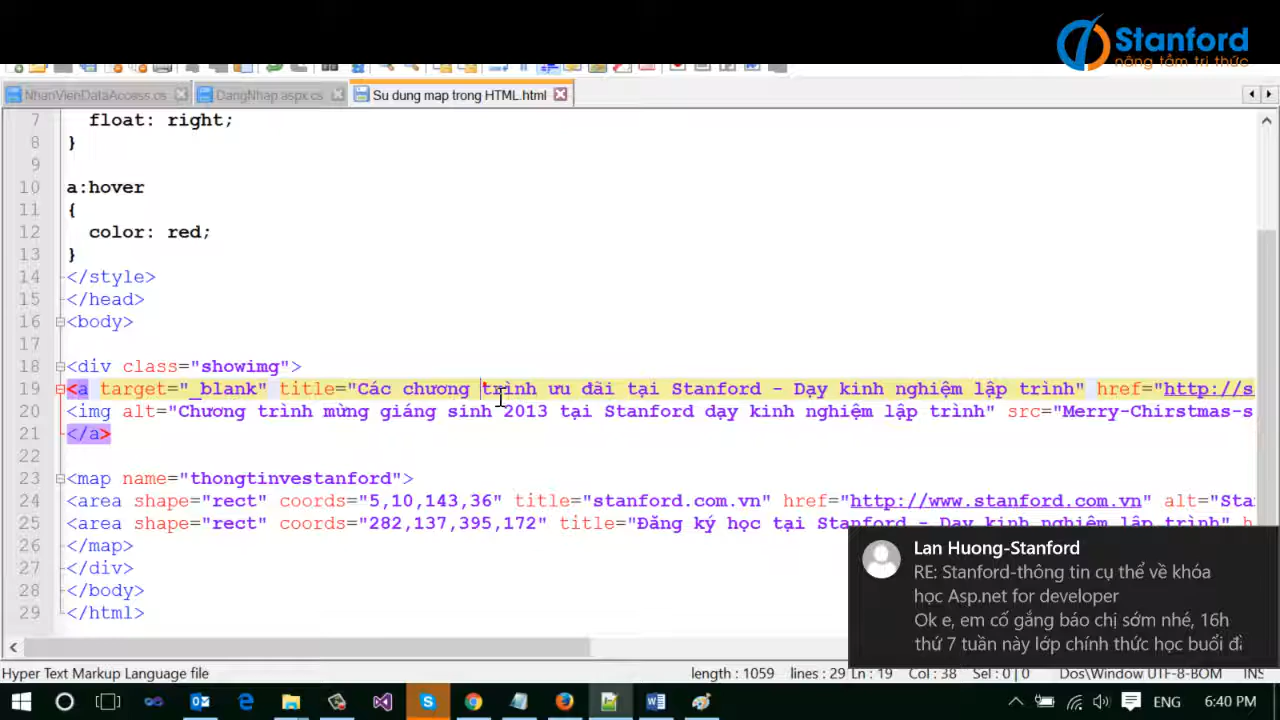 Stanford
nâng tầm tri thức
NhanVienDataAccess.cs
DangNhap.aspx.cs
Su dung map trong HTML.html
7 float: right;
8 }
9
10 a:hover
11 {
12 color: red;
13 }
14 </style>
15 </head>
16 <body>
17
18 <div class="showimg">
19 <a target="_blank" title="Các chương trình ưu đãi tại Stanford - Dạy kinh nghiệm lập trình" href="http://s
20 <img alt="Chương trình mừng giáng sinh 2013 tại Stanford dạy kinh nghiệm lập trình" src="Merry-Chirstmas-s
21 </a>
22
23 <map name="thongtinvestanford">
24 <area shape="rect" coords="5,10,143,36" title="stanford.com.vn" href="http://www.stanford.com.vn" alt="Sta
25 <area shape="rect" coords="282,137,395,172" title="Đăng ký học tại Stanford - Dạy kinh nghiệm lập trình" h
26 </map>
27 </div>
28 </body>
29 </html>
Lan Huong-Stanford
RE: Stanford-thông tin cụ thể về khóa
học Asp.net for developer
Ok e, em cố gắng báo chị sớm nhé, 16h
thứ 7 tuần này lớp chính thức học buổi đầ
Hyper Text Markup Language file
length : 1059 lines : 29
Ln : 19 Col : 38 Sel : 0 | 0
Dos\Window UTF-8-BOM INS
ENG 6:40 PM